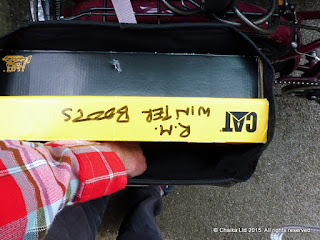 R.M.
WINTER BOOTS
CAT
© Chaika Ltd 2015. All rights reserved